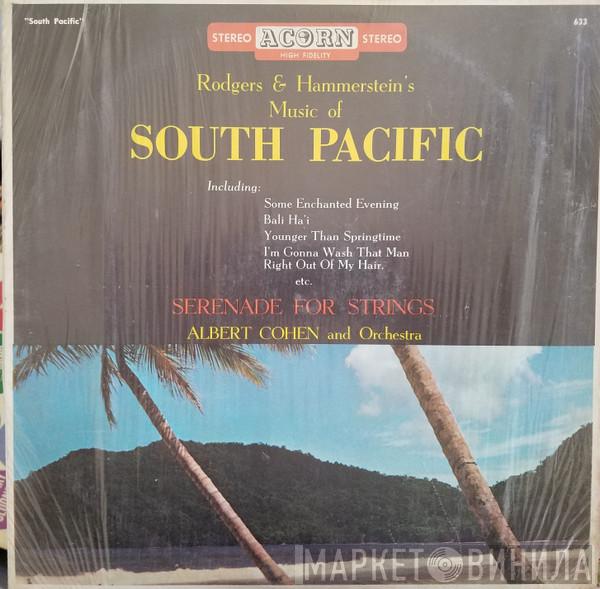 "South Pacific"
633
STEREO ACORN STEREO
HIGH FIDELITY
Rodgers & Hammerstein's
Music of
SOUTH PACIFIC
Including:
Some Enchanted Evening
Bali Ha'i
Younger Than Springtime
I'm Gonna Wash That Man
Right Out Of My Hair.
etc.
SERENADE FOR STRINGS
ALBERT COHEN and Orchestra
МАРКЕТ ВИНИЛА